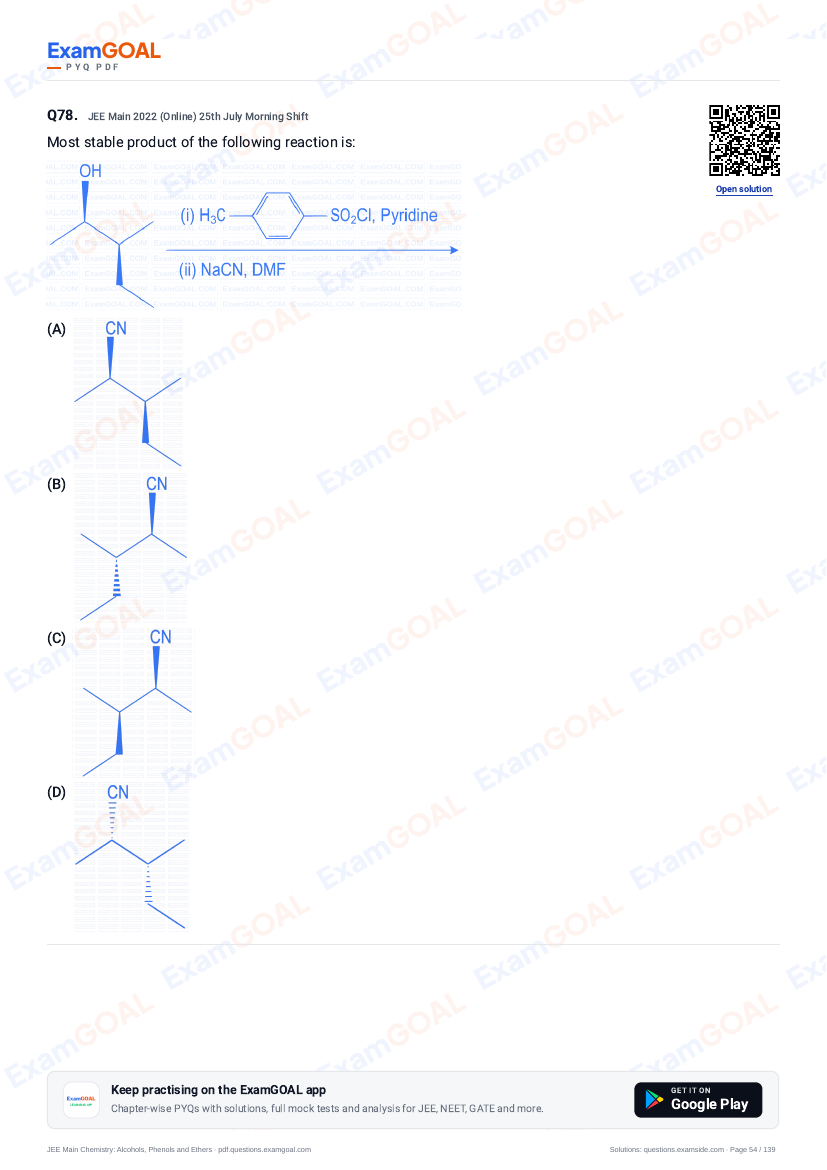 ExamGOAL
PYQ PDF
Q78. JEE Main 2022 (Online) 25th July Morning Shift
Most stable product of the following reaction is:
Open solution
OH
(i) H₃C SO₂Cl, Pyridine
(ii) NaCN, DMF
(A)
CN
(B)
CN
(C)
CN
(D)
CN
Keep practising on the ExamGOAL app
Chapter-wise PYQs with solutions, full mock tests and analysis for JEE, NEET, GATE and more.
GET IT ON
Google Play
JEE Main Chemistry: Alcohols, Phenols and Ethers · pdf.questions.examgoal.com
Solutions: questions.examside.com · Page 54 / 139